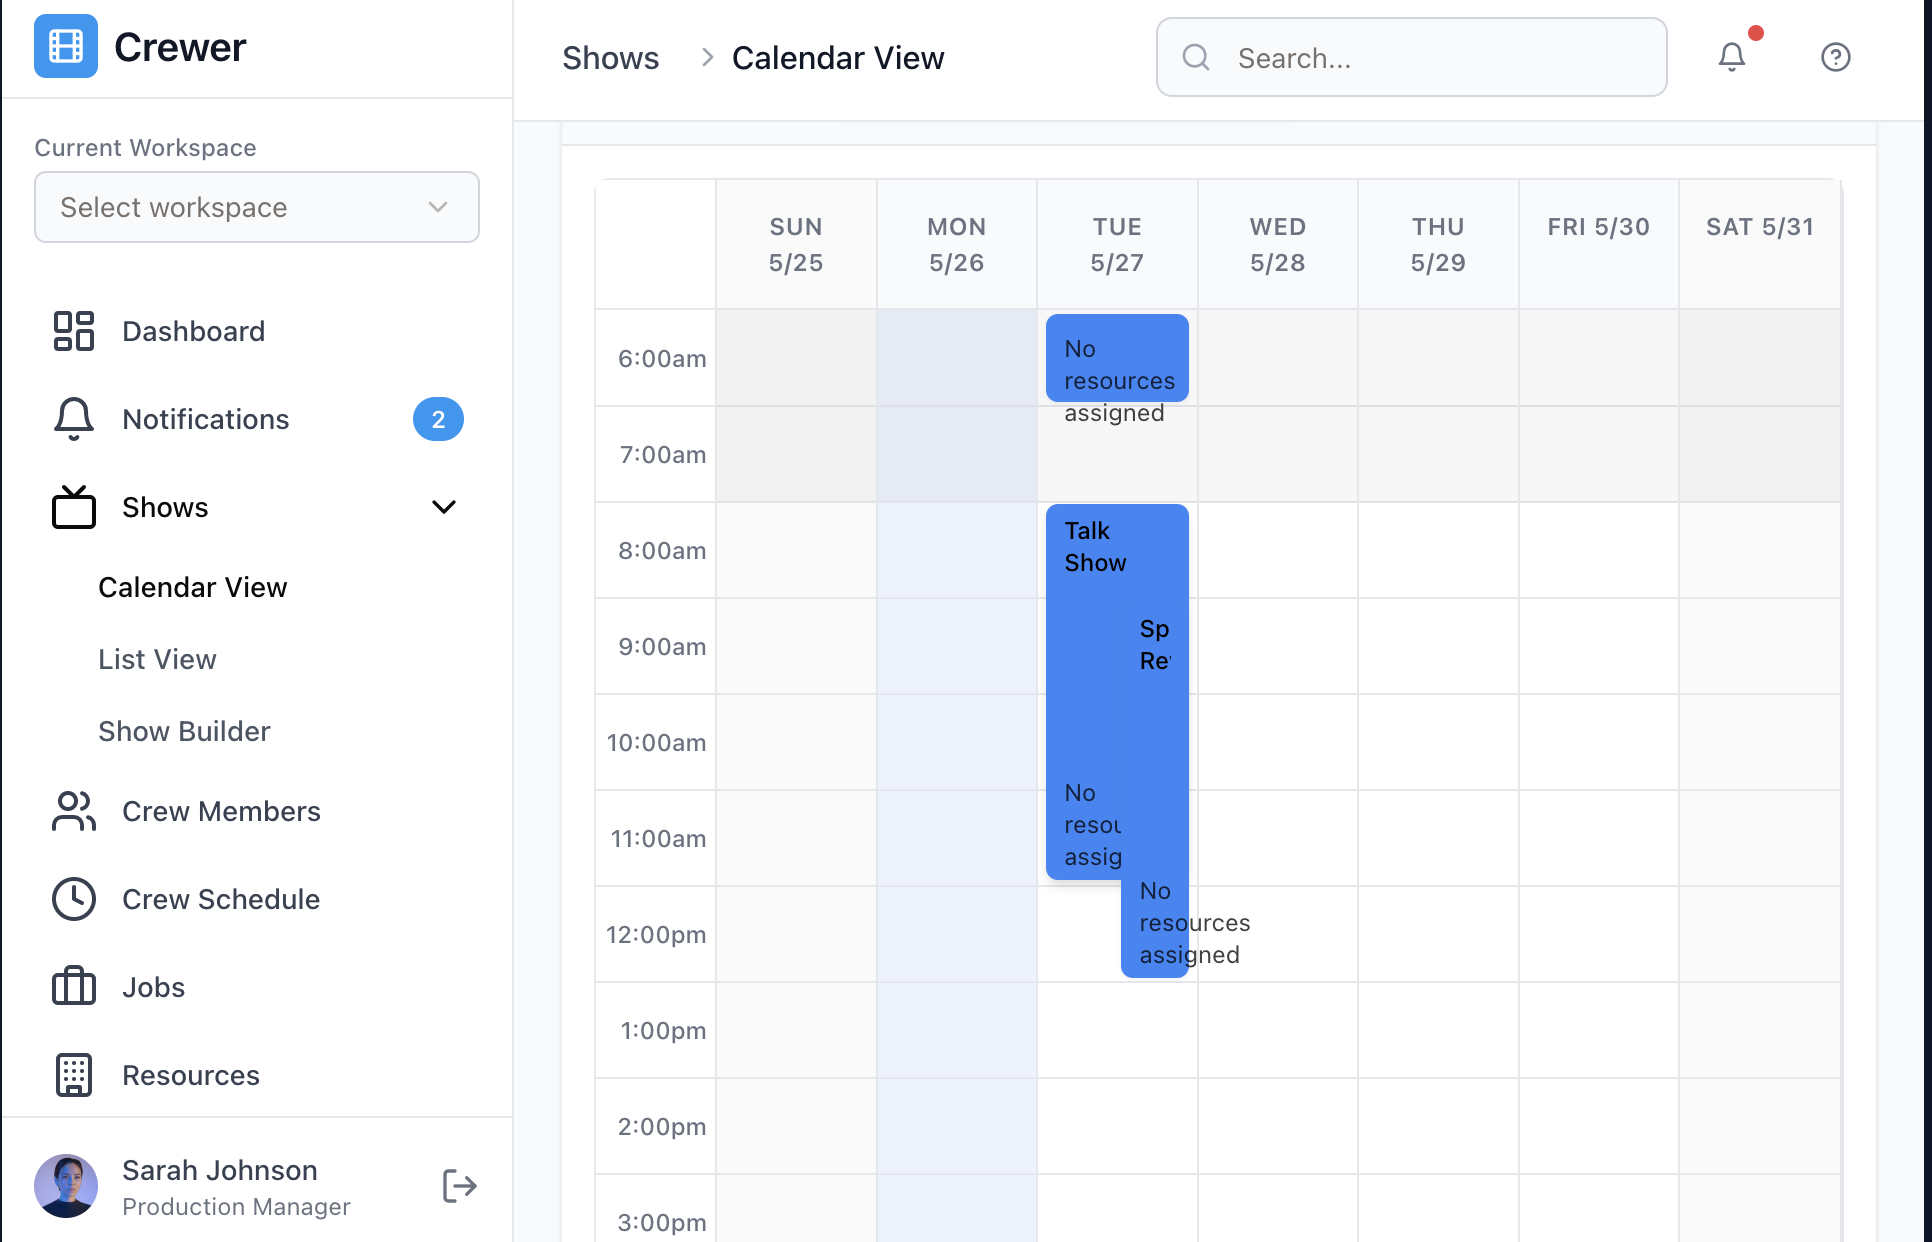 Crewer
Current Workspace
Select workspace
Dashboard
Notifications
2
Shows
Calendar View
List View
Show Builder
Crew Members
Crew Schedule
Jobs
Resources
Sarah Johnson
Production Manager
Shows
Calendar View
Search...
SUN
5/25
MON
5/26
TUE
5/27
WED
5/28
THU
5/29
FRI 5/30
SAT 5/31
6:00am
7:00am
8:00am
9:00am
10:00am
11:00am
12:00pm
1:00pm
2:00pm
3:00pm
No
resources
assigned
Talk
Show
No
resou
assig
Sp
Re
No
resources
assigned